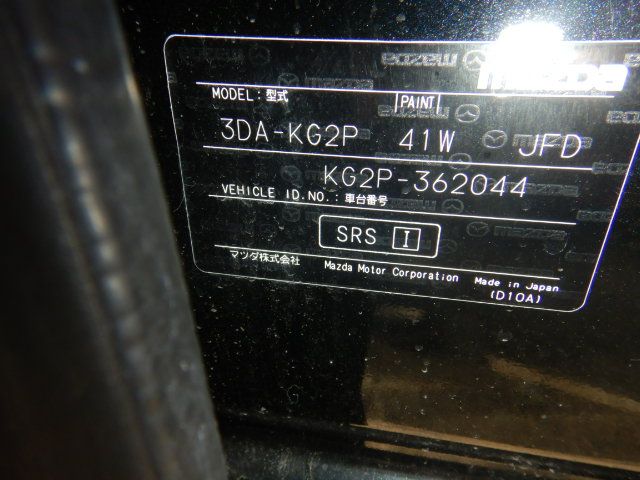 mazda
MODEL : 型式 PAINT
3DA-KG2P 41W JFD
KG2P-362044
VEHICLE ID.NO. : 車台番号
SRS I
マツダ株式会社 Mazda Motor Corporation Made in Japan
(D10A)